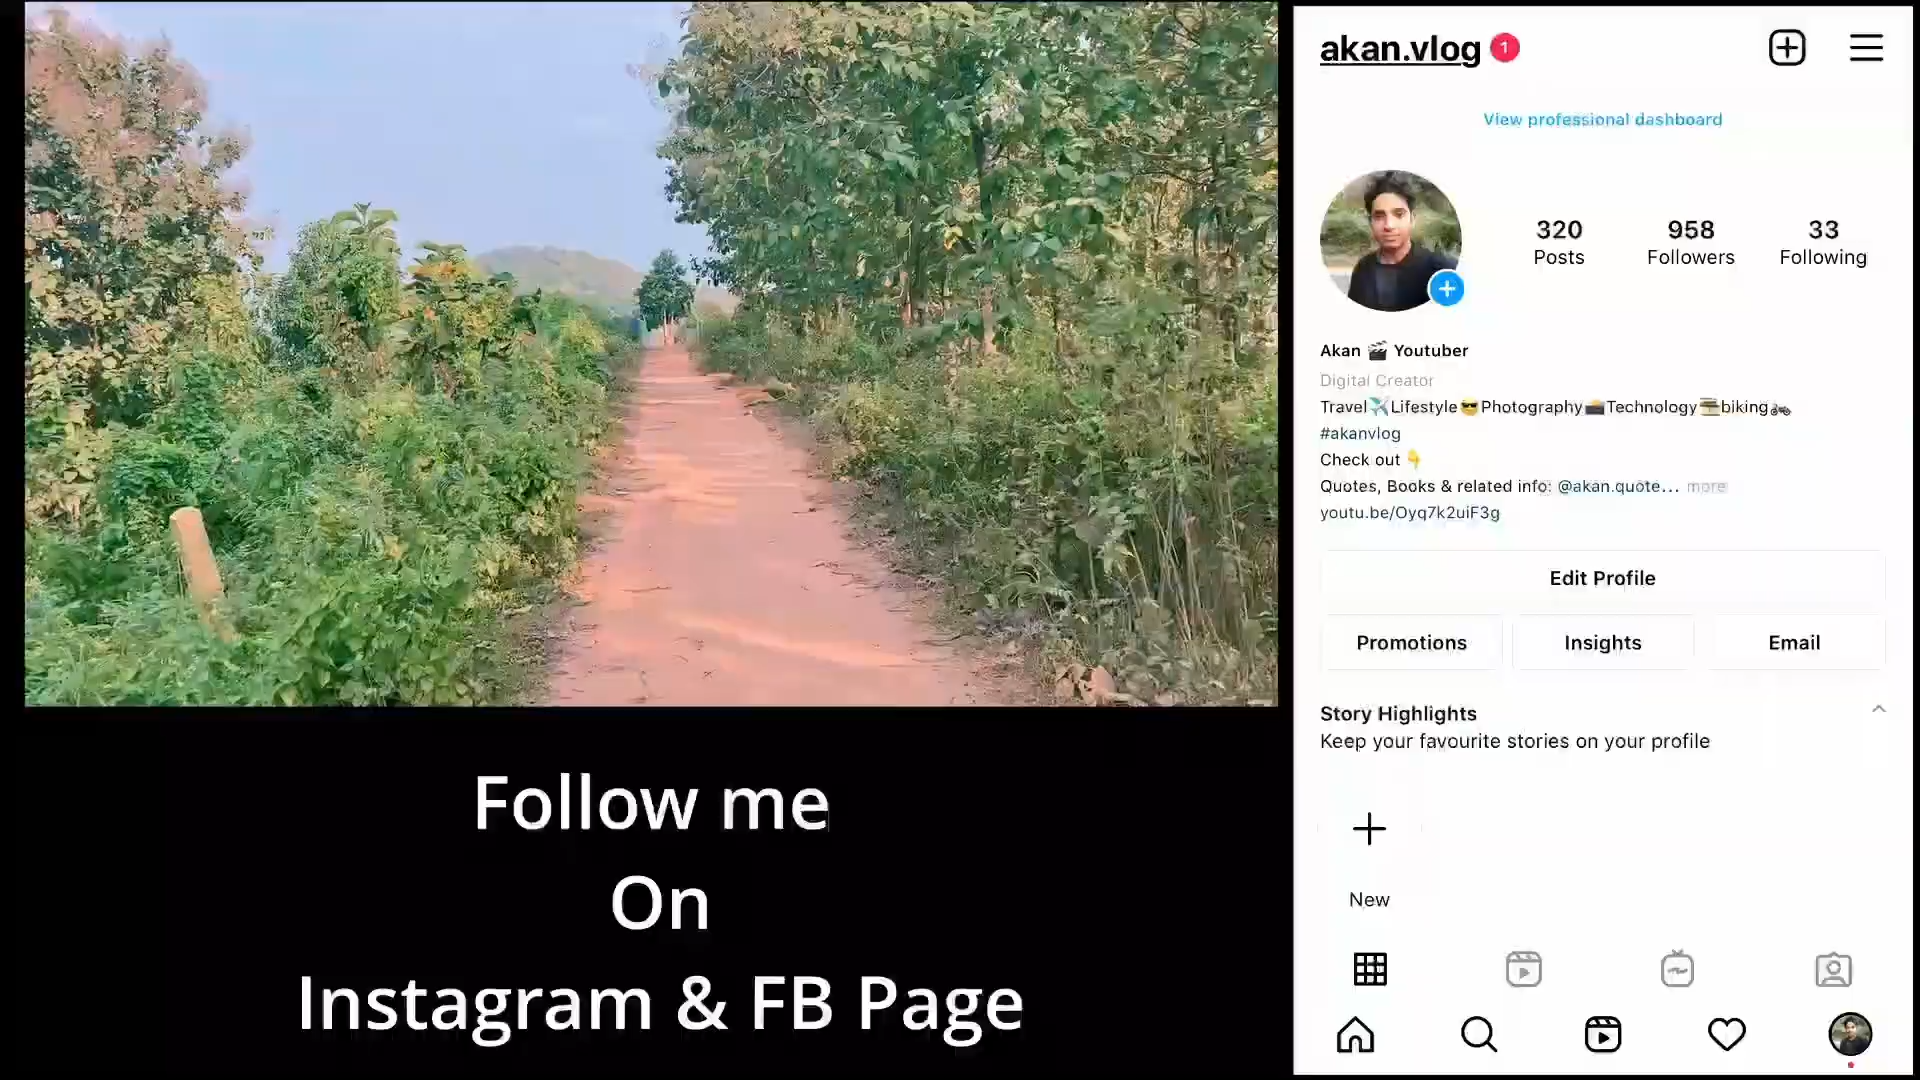 Follow me
On
Instagram & FB Page
akan.vlog 1
View professional dashboard
320 958 33
Posts Followers Following
Akan 🎬 Youtuber
Digital Creator
Travel✈️Lifestyle😎Photography📸Technology🖥️biking🏍️
#akanvlog
Check out 👇
Quotes, Books & related info: @akan.quote... more
youtu.be/Oyq7k2uiF3g
Edit Profile
Promotions Insights Email
Story Highlights
Keep your favourite stories on your profile
New